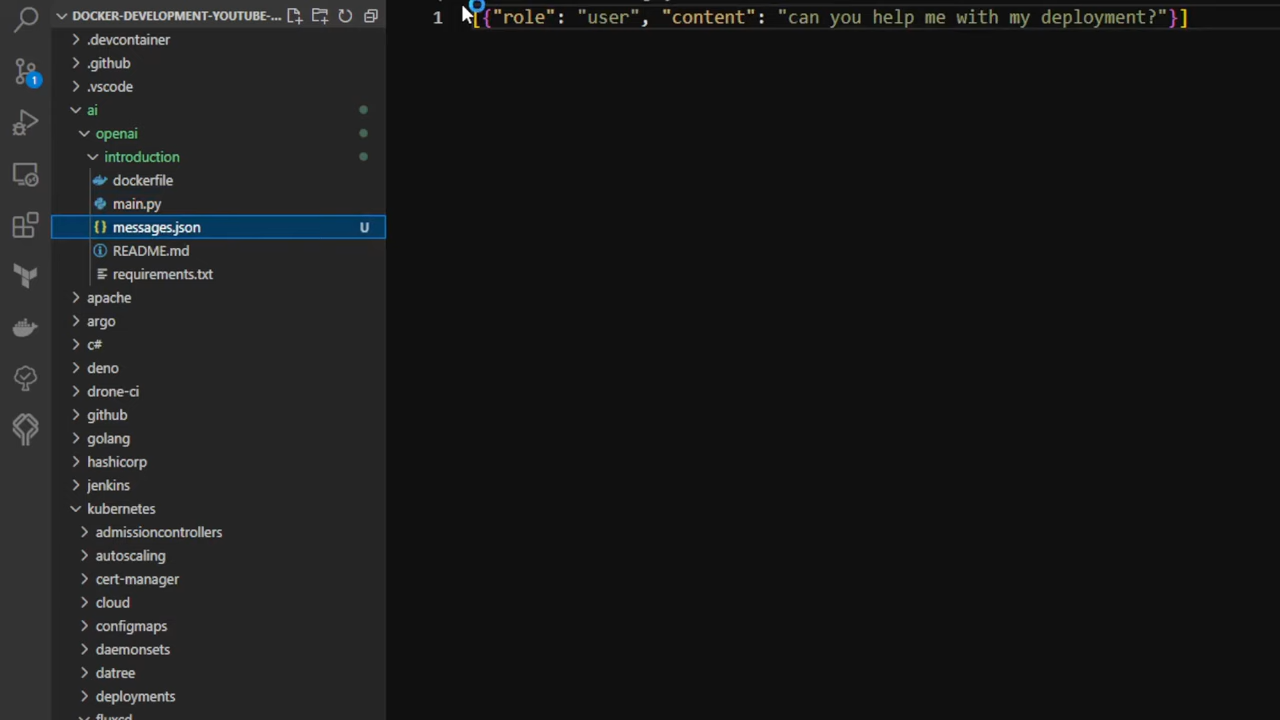 DOCKER-DEVELOPMENT-YOUTUBE-...
.devcontainer
.github
.vscode
ai
openai
introduction
dockerfile
main.py
messages.json U
README.md
requirements.txt
apache
argo
c#
deno
drone-ci
github
golang
hashicorp
jenkins
kubernetes
admissioncontrollers
autoscaling
cert-manager
cloud
configmaps
daemonsets
datree
deployments
fluxcd
1
1 [{"role": "user", "content": "can you help me with my deployment?"}]